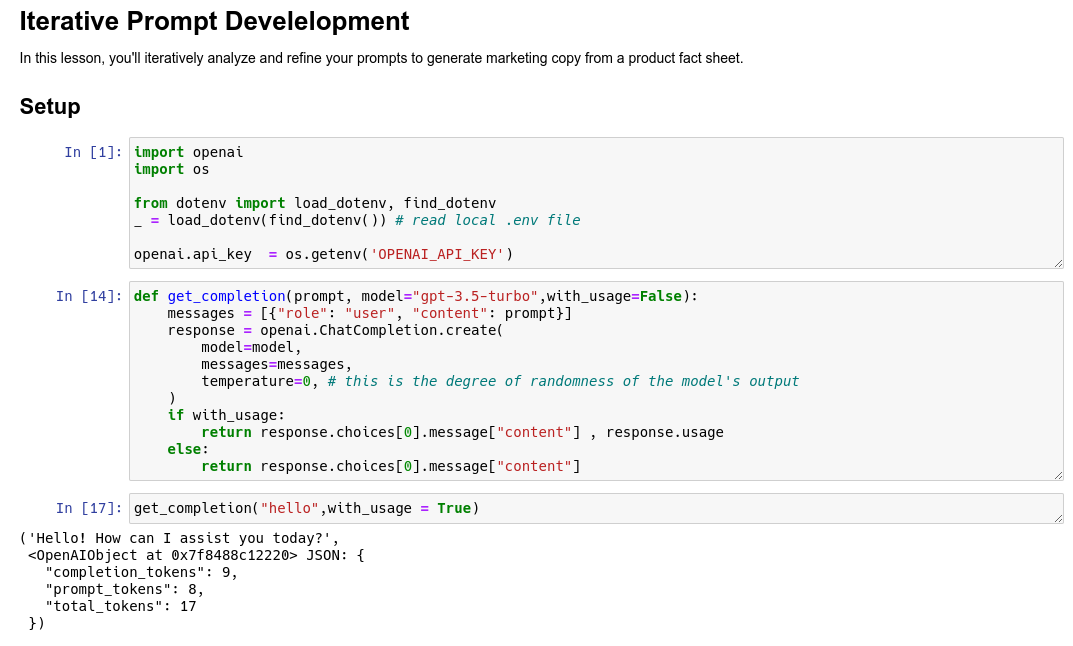 Iterative Prompt Develelopment
In this lesson, you'll iteratively analyze and refine your prompts to generate marketing copy from a product fact sheet.
Setup
In [1]:
import openai
import os

from dotenv import load_dotenv, find_dotenv
_ = load_dotenv(find_dotenv()) # read local .env file

openai.api_key  = os.getenv('OPENAI_API_KEY')
In [14]:
def get_completion(prompt, model="gpt-3.5-turbo",with_usage=False):
    messages = [{"role": "user", "content": prompt}]
    response = openai.ChatCompletion.create(
        model=model,
        messages=messages,
        temperature=0, # this is the degree of randomness of the model's output
    )
    if with_usage:
        return response.choices[0].message["content"] , response.usage
    else:
        return response.choices[0].message["content"]
In [17]:
get_completion("hello",with_usage = True)
('Hello! How can I assist you today?',
 <OpenAIObject at 0x7f8488c12220> JSON: {
   "completion_tokens": 9,
   "prompt_tokens": 8,
   "total_tokens": 17
 })